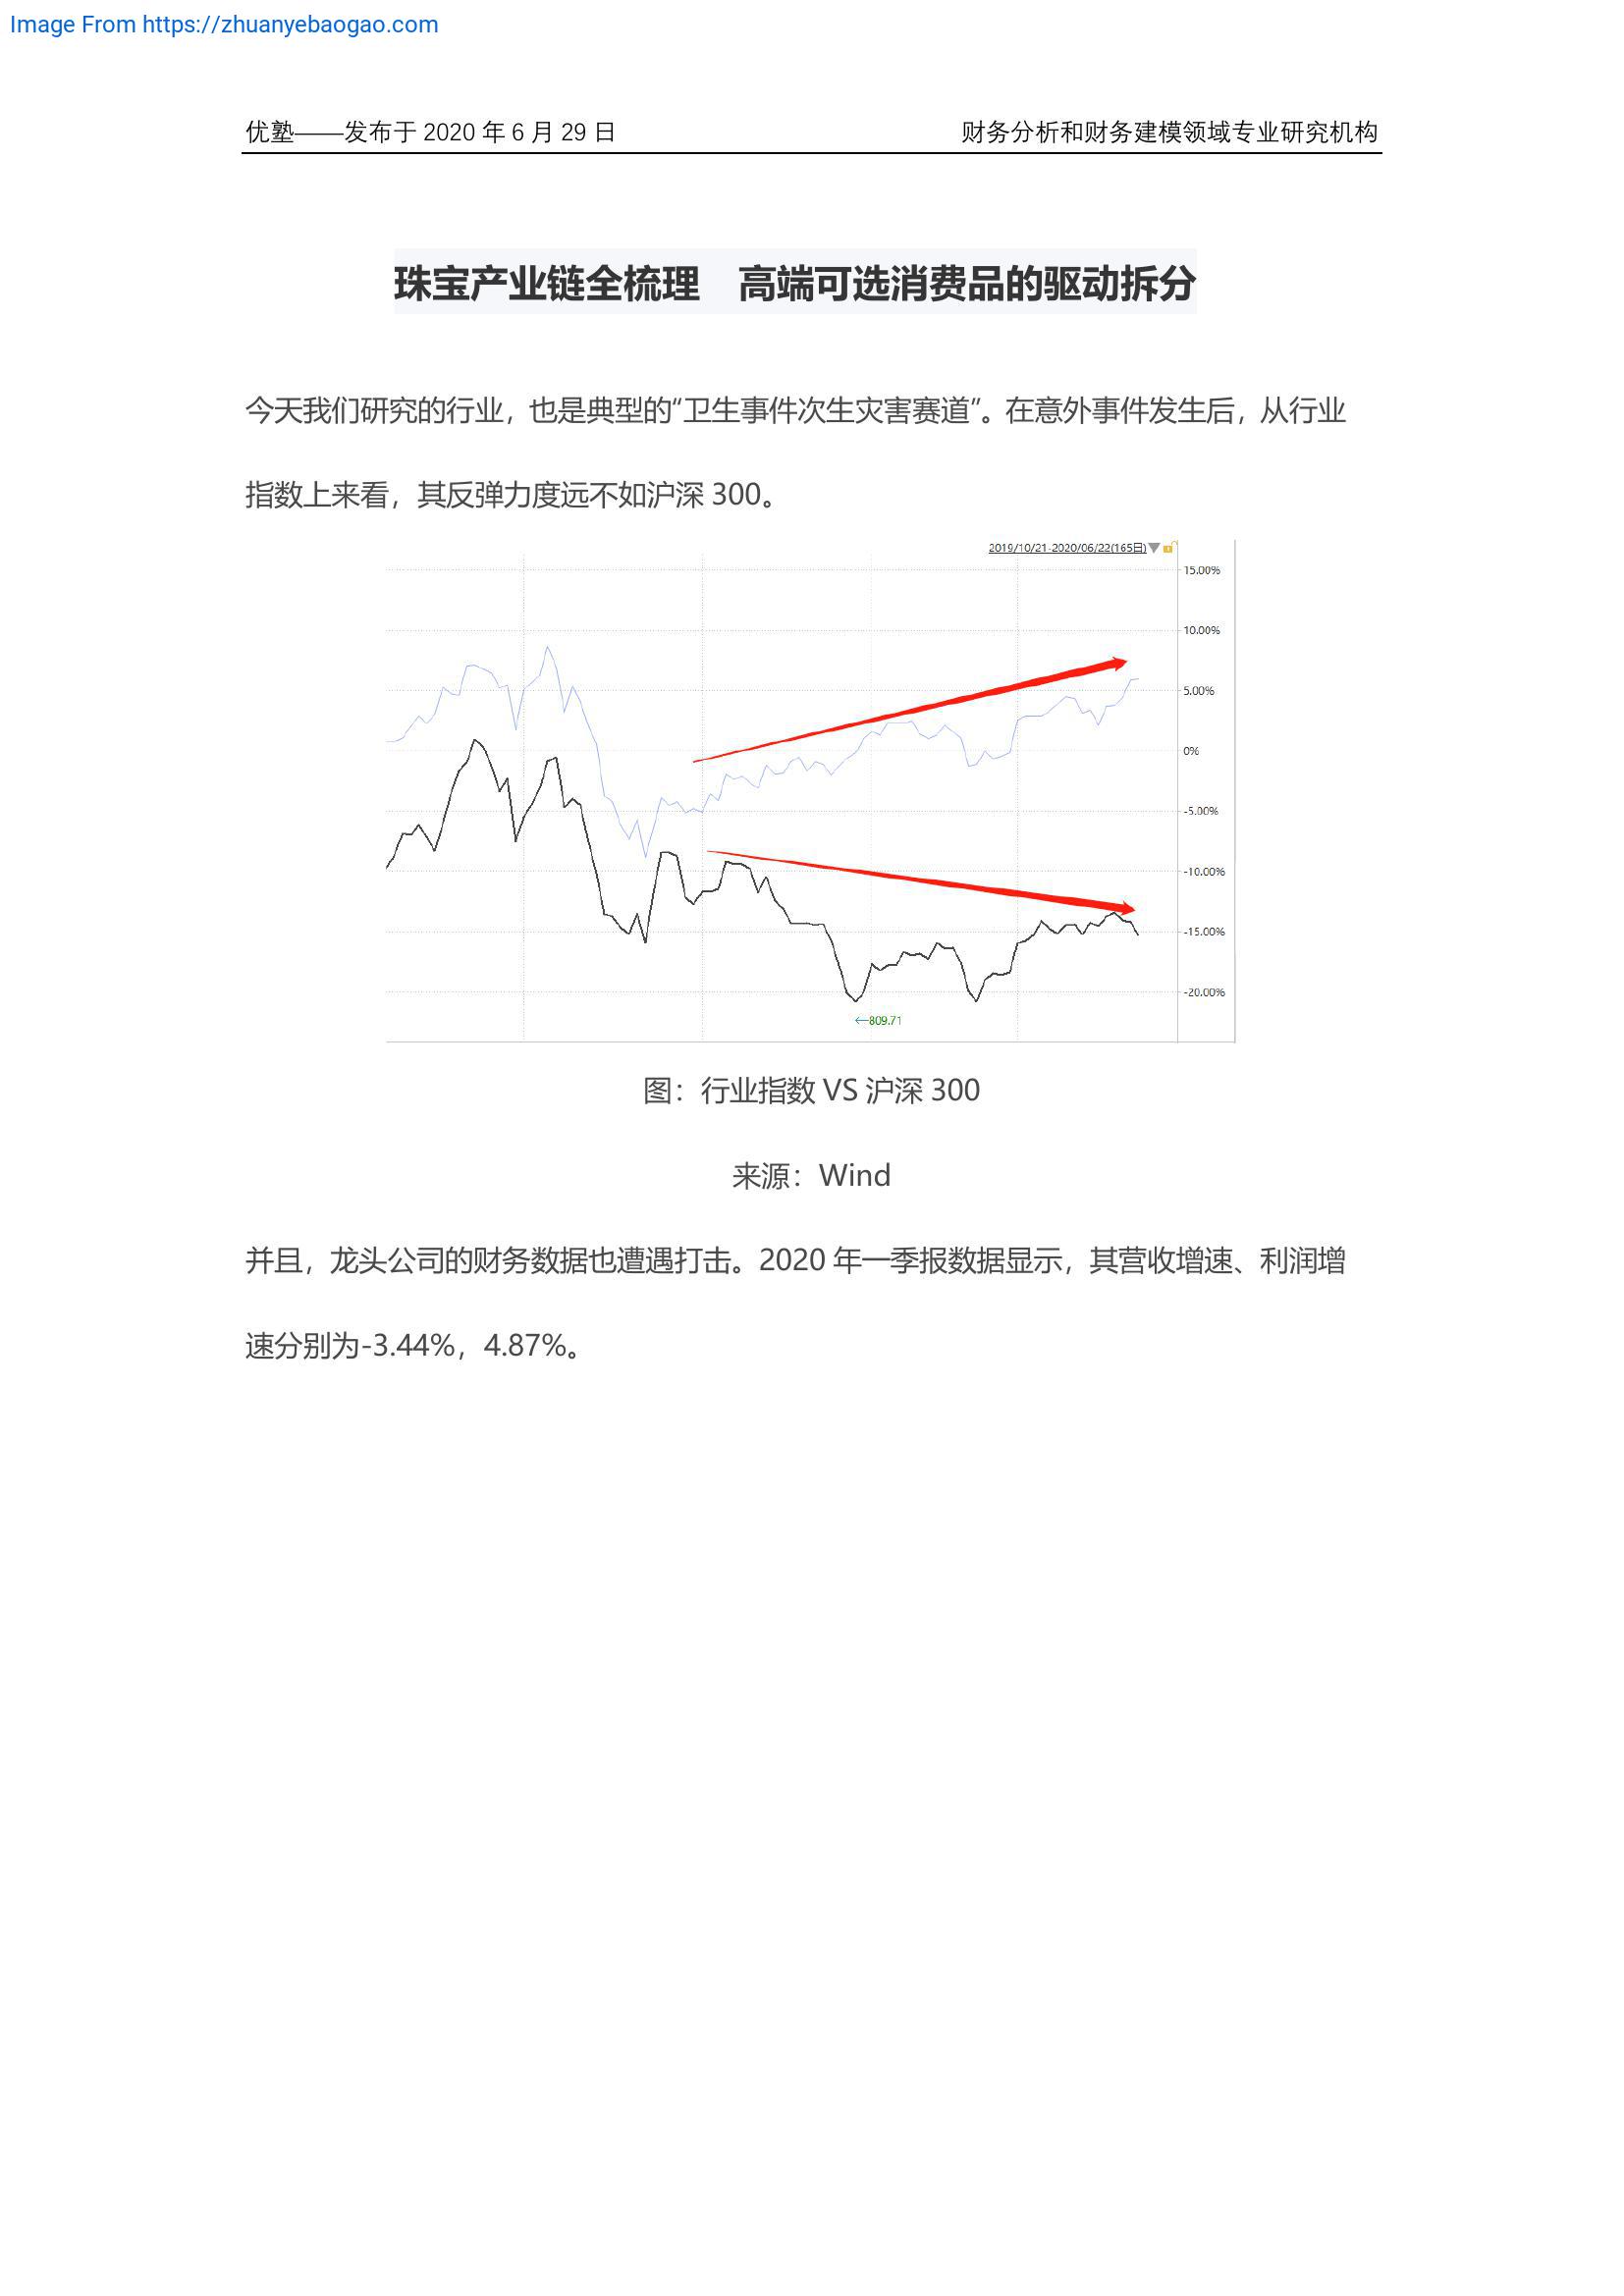 Image From https://zhuanyebaogao.com
优塾——发布于 2020 年 6 月 29 日 财务分析和财务建模领域专业研究机构
珠宝产业链全梳理 高端可选消费品的驱动拆分
今天我们研究的行业，也是典型的“卫生事件次生灾害赛道”。在意外事件发生后，从行业
指数上来看，其反弹力度远不如沪深 300。
2019/10/21-2020/06/22(165日)
15.00%
10.00%
5.00%
0%
-5.00%
-10.00%
-15.00%
-20.00%
←809.71
图：行业指数 VS 沪深 300
来源：Wind
并且，龙头公司的财务数据也遭遇打击。2020 年一季报数据显示，其营收增速、利润增
速分别为-3.44%，4.87%。